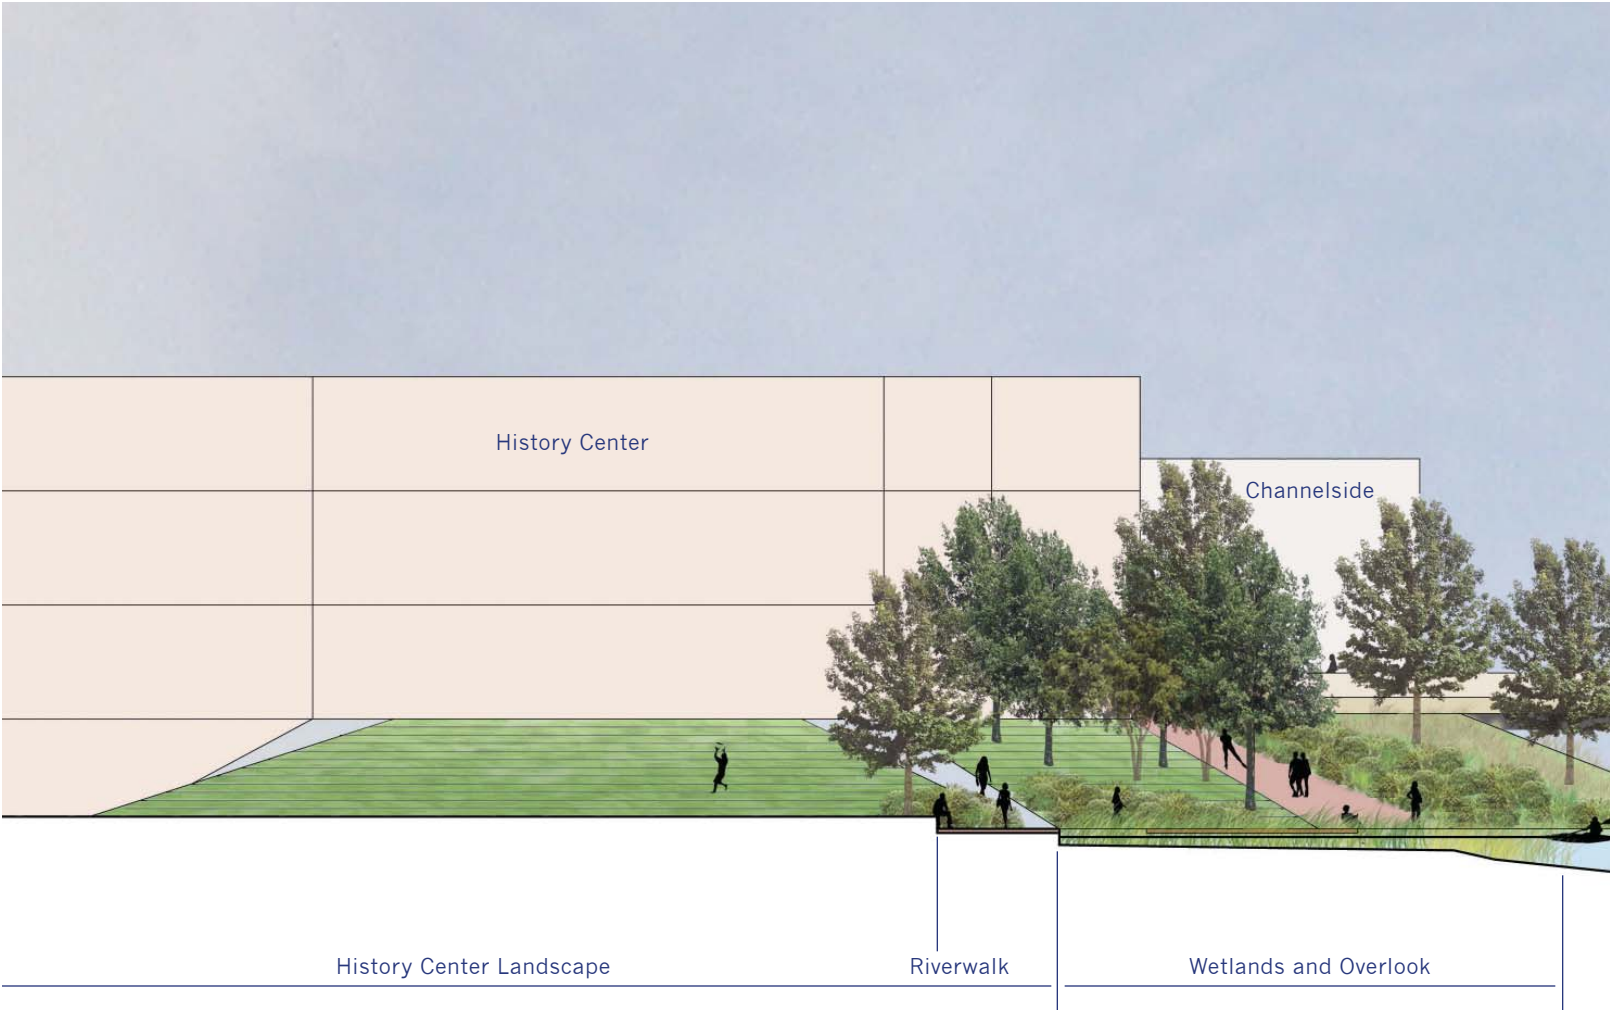 History Center
Channelside
History Center Landscape
Riverwalk
Wetlands and Overlook